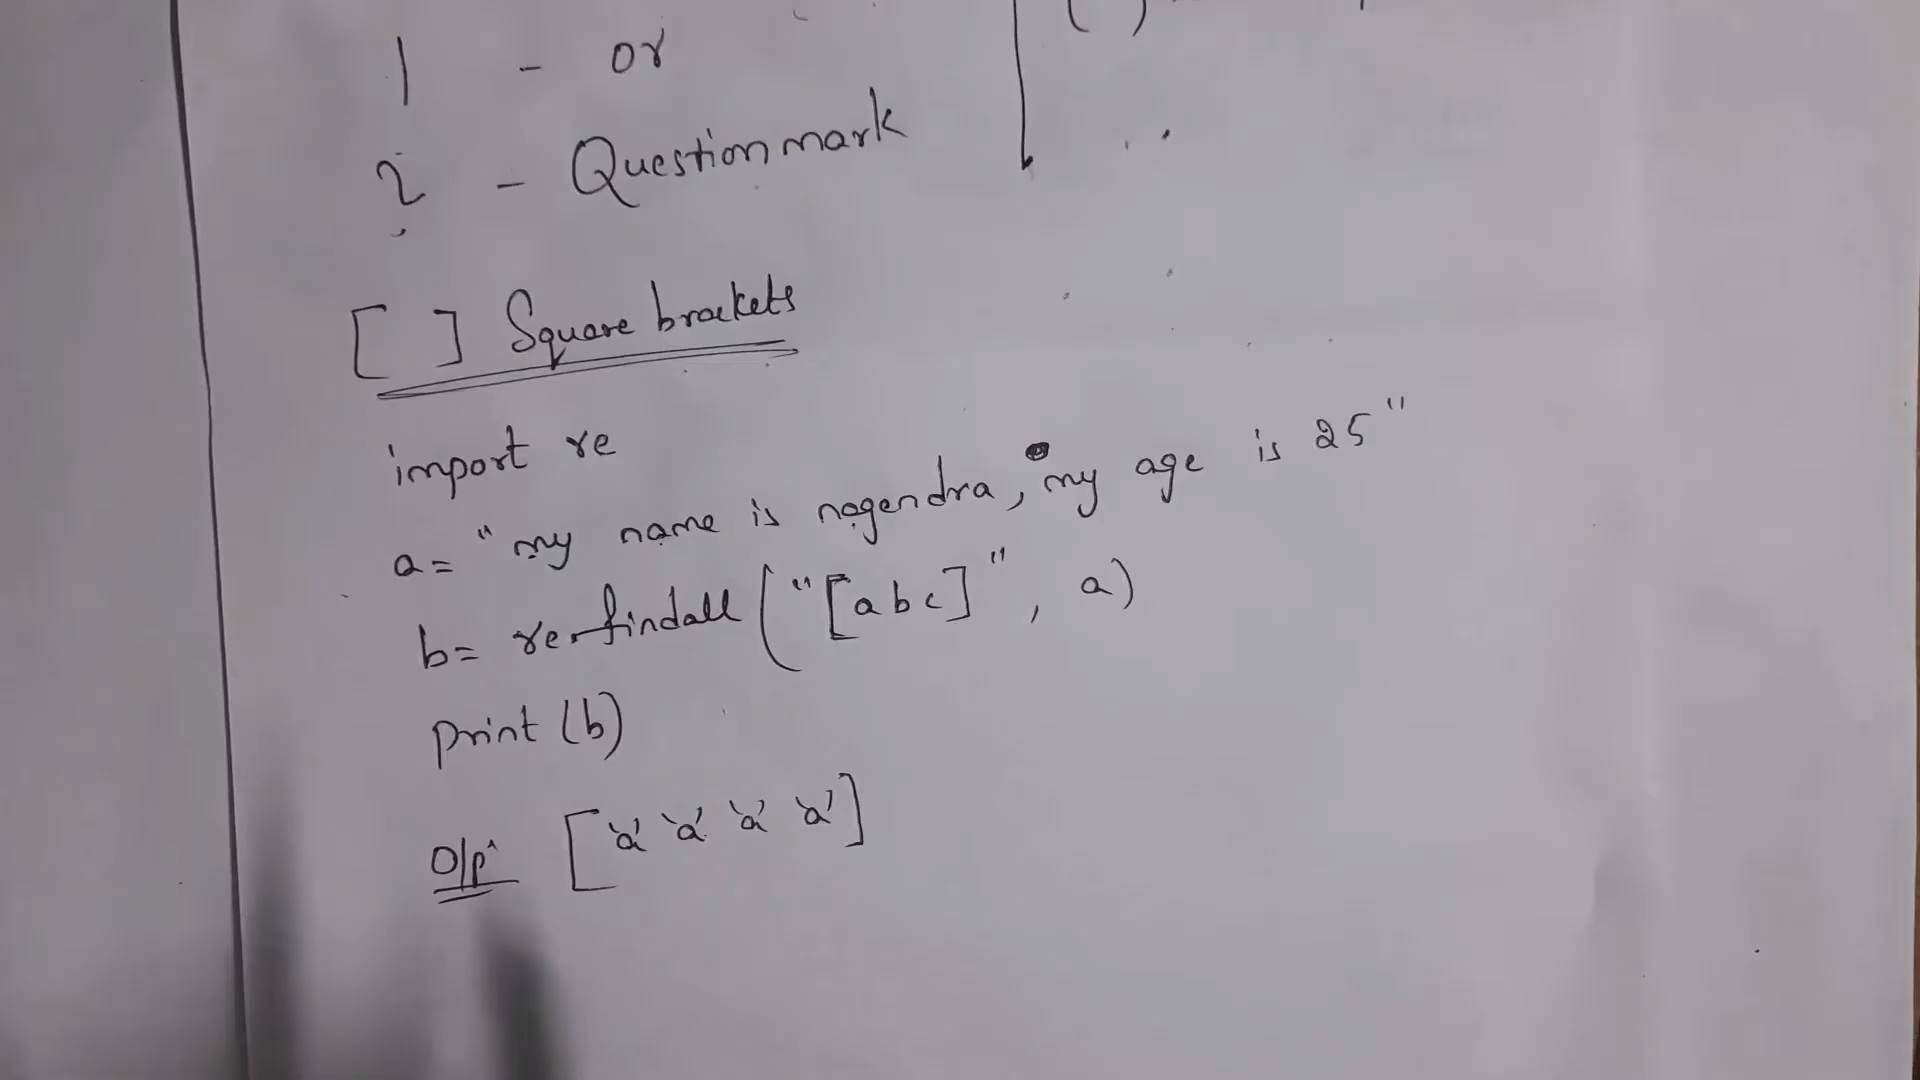 | - or
? - Question mark
[ ] Square brackets
import re
a= "my name is nagendra, my age is 25"
b= re.findall("[abc]", a)
print(b)
O/p [‘a’ ‘a’ ‘a’ ‘a’]